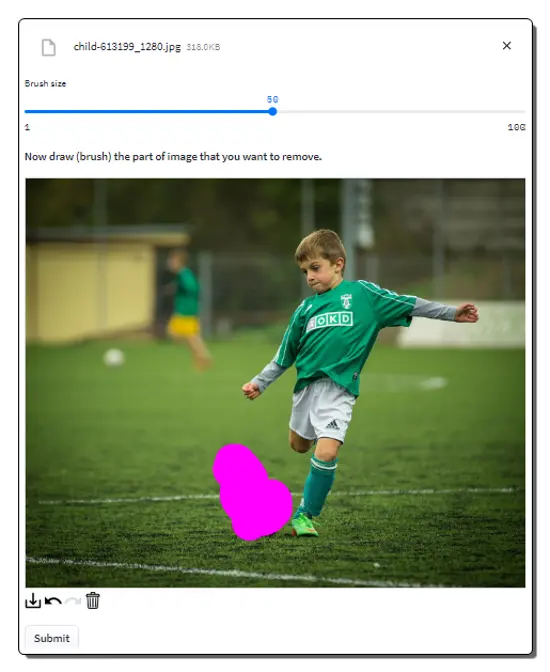 child-613199_1280.jpg 318.0KB
Brush size
50
1 100
Now draw (brush) the part of image that you want to remove.
OKD
Submit